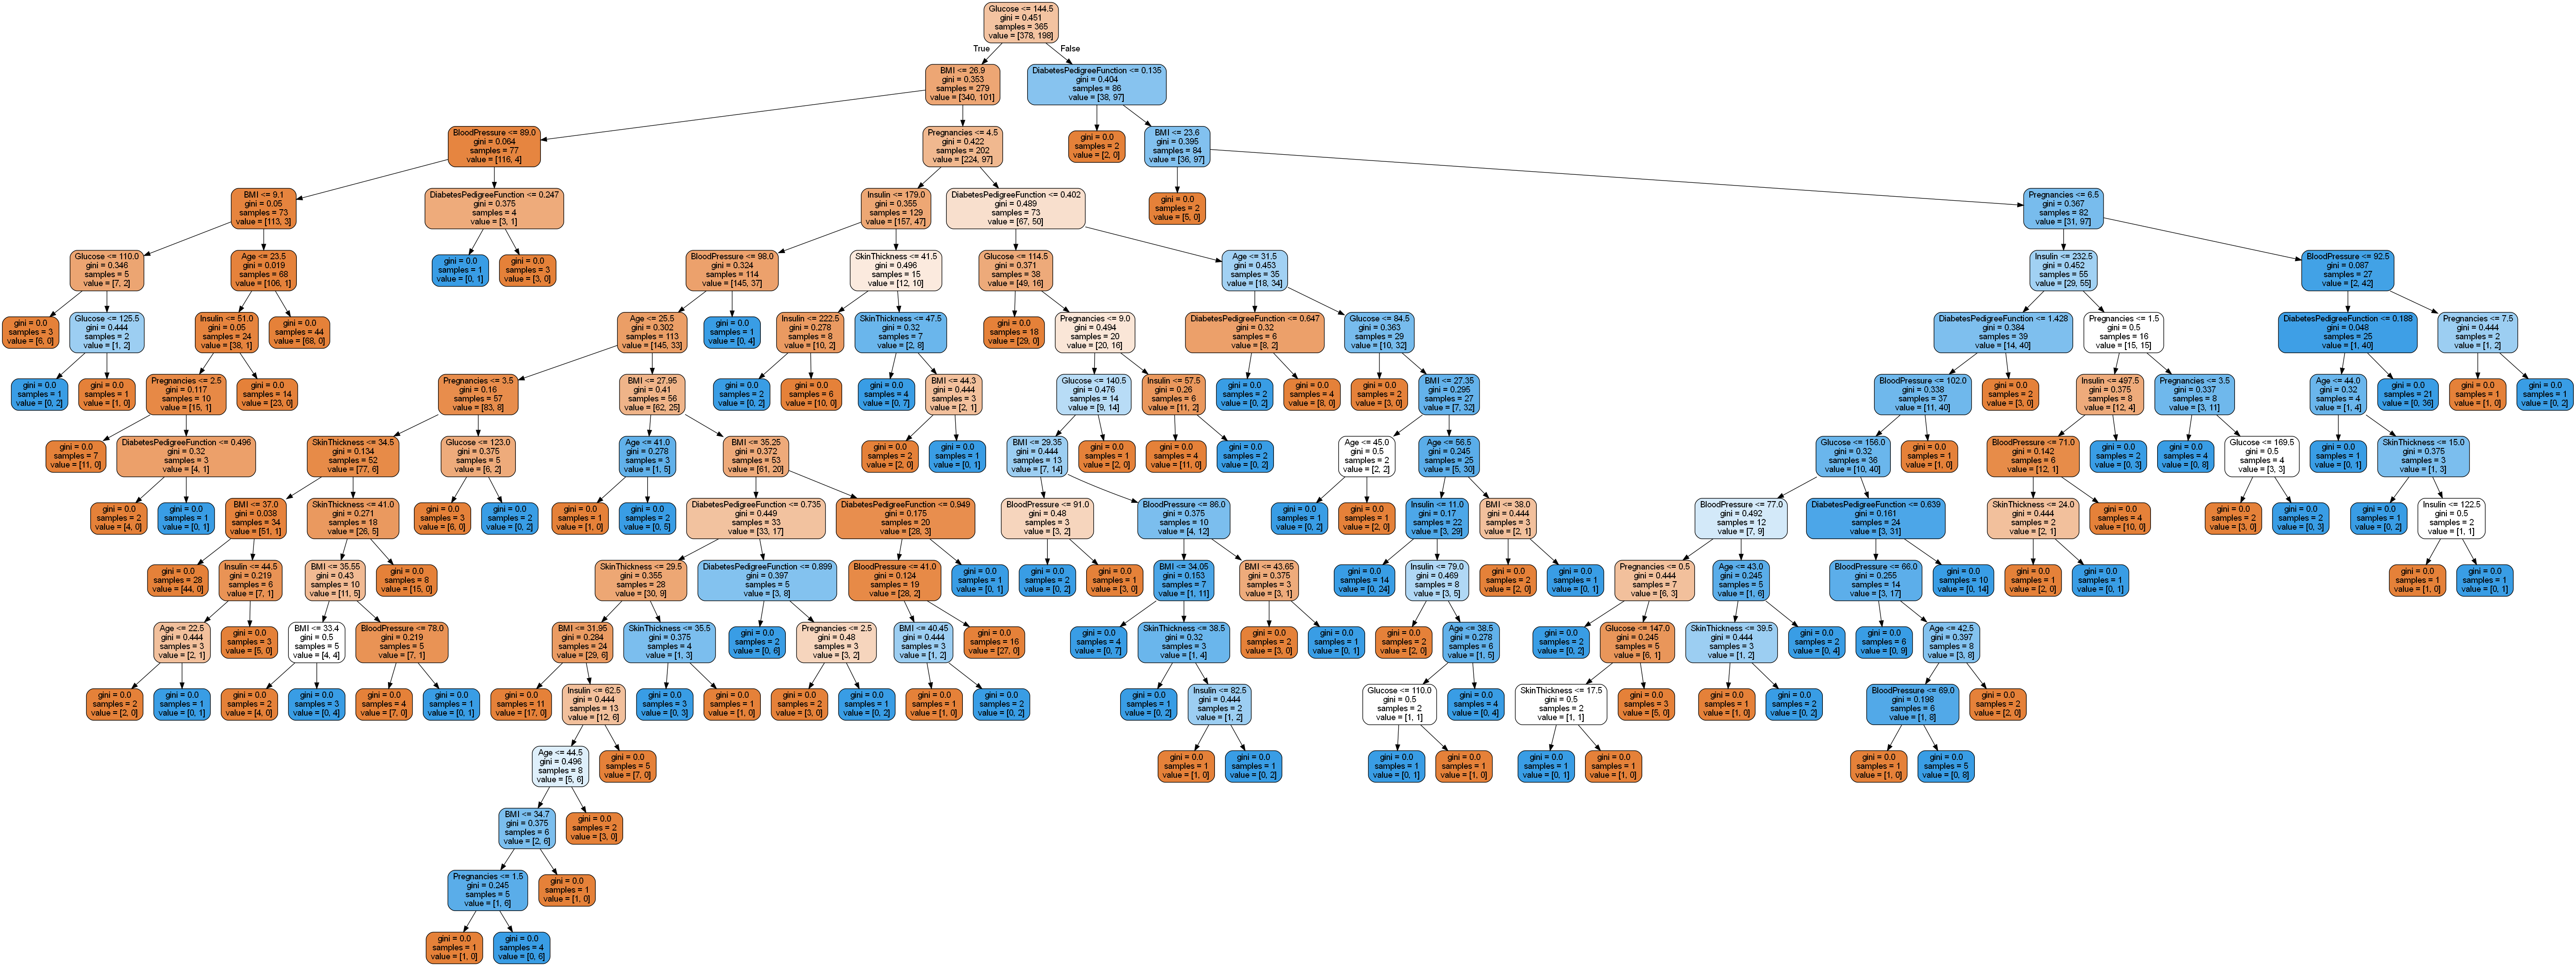 Glucose <= 144.5
gini = 0.451
samples = 365
value = [378, 198]
True
False
BMI <= 26.9
gini = 0.353
samples = 279
value = [340, 101]
DiabetesPedigreeFunction <= 0.135
gini = 0.404
samples = 86
value = [38, 97]
BloodPressure <= 89.0
gini = 0.064
samples = 77
value = [116, 4]
Pregnancies <= 4.5
gini = 0.422
samples = 202
value = [224, 97]
gini = 0.0
samples = 2
value = [2, 0]
BMI <= 23.6
gini = 0.395
samples = 84
value = [36, 97]
BMI <= 9.1
gini = 0.05
samples = 73
value = [113, 3]
DiabetesPedigreeFunction <= 0.247
gini = 0.375
samples = 4
value = [3, 1]
Insulin <= 179.0
gini = 0.355
samples = 129
value = [157, 47]
DiabetesPedigreeFunction <= 0.402
gini = 0.489
samples = 73
value = [67, 50]
gini = 0.0
samples = 2
value = [5, 0]
Pregnancies <= 6.5
gini = 0.367
samples = 82
value = [31, 97]
Glucose <= 110.0
gini = 0.346
samples = 5
value = [7, 2]
Age <= 23.5
gini = 0.019
samples = 68
value = [106, 1]
gini = 0.0
samples = 1
value = [0, 1]
gini = 0.0
samples = 3
value = [3, 0]
BloodPressure <= 98.0
gini = 0.324
samples = 114
value = [145, 37]
SkinThickness <= 41.5
gini = 0.496
samples = 15
value = [12, 10]
Glucose <= 114.5
gini = 0.371
samples = 38
value = [49, 16]
Age <= 31.5
gini = 0.453
samples = 35
value = [18, 34]
Insulin <= 232.5
gini = 0.452
samples = 55
value = [29, 55]
BloodPressure <= 92.5
gini = 0.087
samples = 27
value = [2, 42]
gini = 0.0
samples = 3
value = [6, 0]
Glucose <= 125.5
gini = 0.444
samples = 2
value = [1, 2]
Insulin <= 51.0
gini = 0.05
samples = 24
value = [38, 1]
gini = 0.0
samples = 44
value = [68, 0]
Age <= 25.5
gini = 0.302
samples = 113
value = [145, 33]
gini = 0.0
samples = 1
value = [0, 4]
Insulin <= 222.5
gini = 0.278
samples = 8
value = [10, 2]
SkinThickness <= 47.5
gini = 0.32
samples = 7
value = [2, 8]
gini = 0.0
samples = 18
value = [29, 0]
Pregnancies <= 9.0
gini = 0.494
samples = 20
value = [20, 16]
DiabetesPedigreeFunction <= 0.647
gini = 0.32
samples = 6
value = [8, 2]
Glucose <= 84.5
gini = 0.363
samples = 29
value = [10, 32]
DiabetesPedigreeFunction <= 1.428
gini = 0.384
samples = 39
value = [14, 40]
Pregnancies <= 1.5
gini = 0.5
samples = 16
value = [15, 15]
DiabetesPedigreeFunction <= 0.188
gini = 0.048
samples = 25
value = [1, 40]
Pregnancies <= 7.5
gini = 0.444
samples = 2
value = [1, 2]
gini = 0.0
samples = 1
value = [0, 2]
gini = 0.0
samples = 1
value = [1, 0]
Pregnancies <= 2.5
gini = 0.117
samples = 10
value = [15, 1]
gini = 0.0
samples = 14
value = [23, 0]
Pregnancies <= 3.5
gini = 0.16
samples = 57
value = [83, 8]
BMI <= 27.95
gini = 0.41
samples = 56
value = [62, 25]
gini = 0.0
samples = 2
value = [0, 2]
gini = 0.0
samples = 6
value = [10, 0]
gini = 0.0
samples = 4
value = [0, 7]
BMI <= 44.3
gini = 0.444
samples = 3
value = [2, 1]
Glucose <= 140.5
gini = 0.476
samples = 14
value = [9, 14]
Insulin <= 57.5
gini = 0.26
samples = 6
value = [11, 2]
gini = 0.0
samples = 2
value = [0, 2]
gini = 0.0
samples = 4
value = [8, 0]
gini = 0.0
samples = 2
value = [3, 0]
BMI <= 27.35
gini = 0.295
samples = 27
value = [7, 32]
BloodPressure <= 102.0
gini = 0.338
samples = 37
value = [11, 40]
gini = 0.0
samples = 2
value = [3, 0]
Insulin <= 497.5
gini = 0.375
samples = 8
value = [12, 4]
Pregnancies <= 3.5
gini = 0.337
samples = 8
value = [3, 11]
Age <= 44.0
gini = 0.32
samples = 4
value = [1, 4]
gini = 0.0
samples = 21
value = [0, 36]
gini = 0.0
samples = 1
value = [1, 0]
gini = 0.0
samples = 1
value = [0, 2]
gini = 0.0
samples = 7
value = [11, 0]
DiabetesPedigreeFunction <= 0.496
gini = 0.32
samples = 3
value = [4, 1]
SkinThickness <= 34.5
gini = 0.134
samples = 52
value = [77, 6]
Glucose <= 123.0
gini = 0.375
samples = 5
value = [6, 2]
Age <= 41.0
gini = 0.278
samples = 3
value = [1, 5]
BMI <= 35.25
gini = 0.372
samples = 53
value = [61, 20]
gini = 0.0
samples = 2
value = [2, 0]
gini = 0.0
samples = 1
value = [0, 1]
BMI <= 29.35
gini = 0.444
samples = 13
value = [7, 14]
gini = 0.0
samples = 1
value = [2, 0]
gini = 0.0
samples = 4
value = [11, 0]
gini = 0.0
samples = 2
value = [0, 2]
Age <= 45.0
gini = 0.5
samples = 2
value = [2, 2]
Age <= 56.5
gini = 0.245
samples = 25
value = [5, 30]
Glucose <= 156.0
gini = 0.32
samples = 36
value = [10, 40]
gini = 0.0
samples = 1
value = [1, 0]
BloodPressure <= 71.0
gini = 0.142
samples = 6
value = [12, 1]
gini = 0.0
samples = 2
value = [0, 3]
gini = 0.0
samples = 4
value = [0, 8]
Glucose <= 169.5
gini = 0.5
samples = 4
value = [3, 3]
gini = 0.0
samples = 1
value = [0, 1]
SkinThickness <= 15.0
gini = 0.375
samples = 3
value = [1, 3]
gini = 0.0
samples = 2
value = [4, 0]
gini = 0.0
samples = 1
value = [0, 1]
BMI <= 37.0
gini = 0.038
samples = 34
value = [51, 1]
SkinThickness <= 41.0
gini = 0.271
samples = 18
value = [26, 5]
gini = 0.0
samples = 3
value = [6, 0]
gini = 0.0
samples = 2
value = [0, 2]
gini = 0.0
samples = 1
value = [1, 0]
gini = 0.0
samples = 2
value = [0, 5]
DiabetesPedigreeFunction <= 0.735
gini = 0.449
samples = 33
value = [33, 17]
DiabetesPedigreeFunction <= 0.949
gini = 0.175
samples = 20
value = [28, 3]
BloodPressure <= 91.0
gini = 0.48
samples = 3
value = [3, 2]
BloodPressure <= 86.0
gini = 0.375
samples = 10
value = [4, 12]
gini = 0.0
samples = 1
value = [0, 2]
gini = 0.0
samples = 1
value = [2, 0]
Insulin <= 11.0
gini = 0.17
samples = 22
value = [3, 29]
BMI <= 38.0
gini = 0.444
samples = 3
value = [2, 1]
BloodPressure <= 77.0
gini = 0.492
samples = 12
value = [7, 9]
DiabetesPedigreeFunction <= 0.639
gini = 0.161
samples = 24
value = [3, 31]
SkinThickness <= 24.0
gini = 0.444
samples = 2
value = [2, 1]
gini = 0.0
samples = 4
value = [10, 0]
gini = 0.0
samples = 2
value = [3, 0]
gini = 0.0
samples = 2
value = [0, 3]
gini = 0.0
samples = 1
value = [0, 2]
Insulin <= 122.5
gini = 0.5
samples = 2
value = [1, 1]
gini = 0.0
samples = 28
value = [44, 0]
Insulin <= 44.5
gini = 0.219
samples = 6
value = [7, 1]
BMI <= 35.55
gini = 0.43
samples = 10
value = [11, 5]
gini = 0.0
samples = 8
value = [15, 0]
SkinThickness <= 29.5
gini = 0.355
samples = 28
value = [30, 9]
DiabetesPedigreeFunction <= 0.899
gini = 0.397
samples = 5
value = [3, 8]
BloodPressure <= 41.0
gini = 0.124
samples = 19
value = [28, 2]
gini = 0.0
samples = 1
value = [0, 1]
gini = 0.0
samples = 2
value = [0, 2]
gini = 0.0
samples = 1
value = [3, 0]
BMI <= 34.05
gini = 0.153
samples = 7
value = [1, 11]
BMI <= 43.65
gini = 0.375
samples = 3
value = [3, 1]
gini = 0.0
samples = 14
value = [0, 24]
Insulin <= 79.0
gini = 0.469
samples = 8
value = [3, 5]
gini = 0.0
samples = 2
value = [2, 0]
gini = 0.0
samples = 1
value = [0, 1]
Pregnancies <= 0.5
gini = 0.444
samples = 7
value = [6, 3]
Age <= 43.0
gini = 0.245
samples = 5
value = [1, 6]
BloodPressure <= 66.0
gini = 0.255
samples = 14
value = [3, 17]
gini = 0.0
samples = 10
value = [0, 14]
gini = 0.0
samples = 1
value = [2, 0]
gini = 0.0
samples = 1
value = [0, 1]
gini = 0.0
samples = 1
value = [1, 0]
gini = 0.0
samples = 1
value = [0, 1]
Age <= 22.5
gini = 0.444
samples = 3
value = [2, 1]
gini = 0.0
samples = 3
value = [5, 0]
BMI <= 33.4
gini = 0.5
samples = 5
value = [4, 4]
BloodPressure <= 78.0
gini = 0.219
samples = 5
value = [7, 1]
BMI <= 31.95
gini = 0.284
samples = 24
value = [29, 6]
SkinThickness <= 35.5
gini = 0.375
samples = 4
value = [1, 3]
gini = 0.0
samples = 2
value = [0, 6]
Pregnancies <= 2.5
gini = 0.48
samples = 3
value = [3, 2]
BMI <= 40.45
gini = 0.444
samples = 3
value = [1, 2]
gini = 0.0
samples = 16
value = [27, 0]
gini = 0.0
samples = 4
value = [0, 7]
SkinThickness <= 38.5
gini = 0.32
samples = 3
value = [1, 4]
gini = 0.0
samples = 2
value = [3, 0]
gini = 0.0
samples = 1
value = [0, 1]
gini = 0.0
samples = 2
value = [2, 0]
Age <= 38.5
gini = 0.278
samples = 6
value = [1, 5]
gini = 0.0
samples = 2
value = [0, 2]
Glucose <= 147.0
gini = 0.245
samples = 5
value = [6, 1]
SkinThickness <= 39.5
gini = 0.444
samples = 3
value = [1, 2]
gini = 0.0
samples = 2
value = [0, 4]
gini = 0.0
samples = 6
value = [0, 9]
Age <= 42.5
gini = 0.397
samples = 8
value = [3, 8]
gini = 0.0
samples = 2
value = [2, 0]
gini = 0.0
samples = 1
value = [0, 1]
gini = 0.0
samples = 2
value = [4, 0]
gini = 0.0
samples = 3
value = [0, 4]
gini = 0.0
samples = 4
value = [7, 0]
gini = 0.0
samples = 1
value = [0, 1]
gini = 0.0
samples = 11
value = [17, 0]
Insulin <= 62.5
gini = 0.444
samples = 13
value = [12, 6]
gini = 0.0
samples = 3
value = [0, 3]
gini = 0.0
samples = 1
value = [1, 0]
gini = 0.0
samples = 2
value = [3, 0]
gini = 0.0
samples = 1
value = [0, 2]
gini = 0.0
samples = 1
value = [1, 0]
gini = 0.0
samples = 2
value = [0, 2]
gini = 0.0
samples = 1
value = [0, 2]
Insulin <= 82.5
gini = 0.444
samples = 2
value = [1, 2]
Glucose <= 110.0
gini = 0.5
samples = 2
value = [1, 1]
gini = 0.0
samples = 4
value = [0, 4]
SkinThickness <= 17.5
gini = 0.5
samples = 2
value = [1, 1]
gini = 0.0
samples = 3
value = [5, 0]
gini = 0.0
samples = 1
value = [1, 0]
gini = 0.0
samples = 2
value = [0, 2]
BloodPressure <= 69.0
gini = 0.198
samples = 6
value = [1, 8]
gini = 0.0
samples = 2
value = [2, 0]
Age <= 44.5
gini = 0.496
samples = 8
value = [5, 6]
gini = 0.0
samples = 5
value = [7, 0]
gini = 0.0
samples = 1
value = [1, 0]
gini = 0.0
samples = 1
value = [0, 2]
gini = 0.0
samples = 1
value = [0, 1]
gini = 0.0
samples = 1
value = [1, 0]
gini = 0.0
samples = 1
value = [0, 1]
gini = 0.0
samples = 1
value = [1, 0]
gini = 0.0
samples = 1
value = [1, 0]
gini = 0.0
samples = 5
value = [0, 8]
BMI <= 34.7
gini = 0.375
samples = 6
value = [2, 6]
gini = 0.0
samples = 2
value = [3, 0]
Pregnancies <= 1.5
gini = 0.245
samples = 5
value = [1, 6]
gini = 0.0
samples = 1
value = [1, 0]
gini = 0.0
samples = 1
value = [1, 0]
gini = 0.0
samples = 4
value = [0, 6]